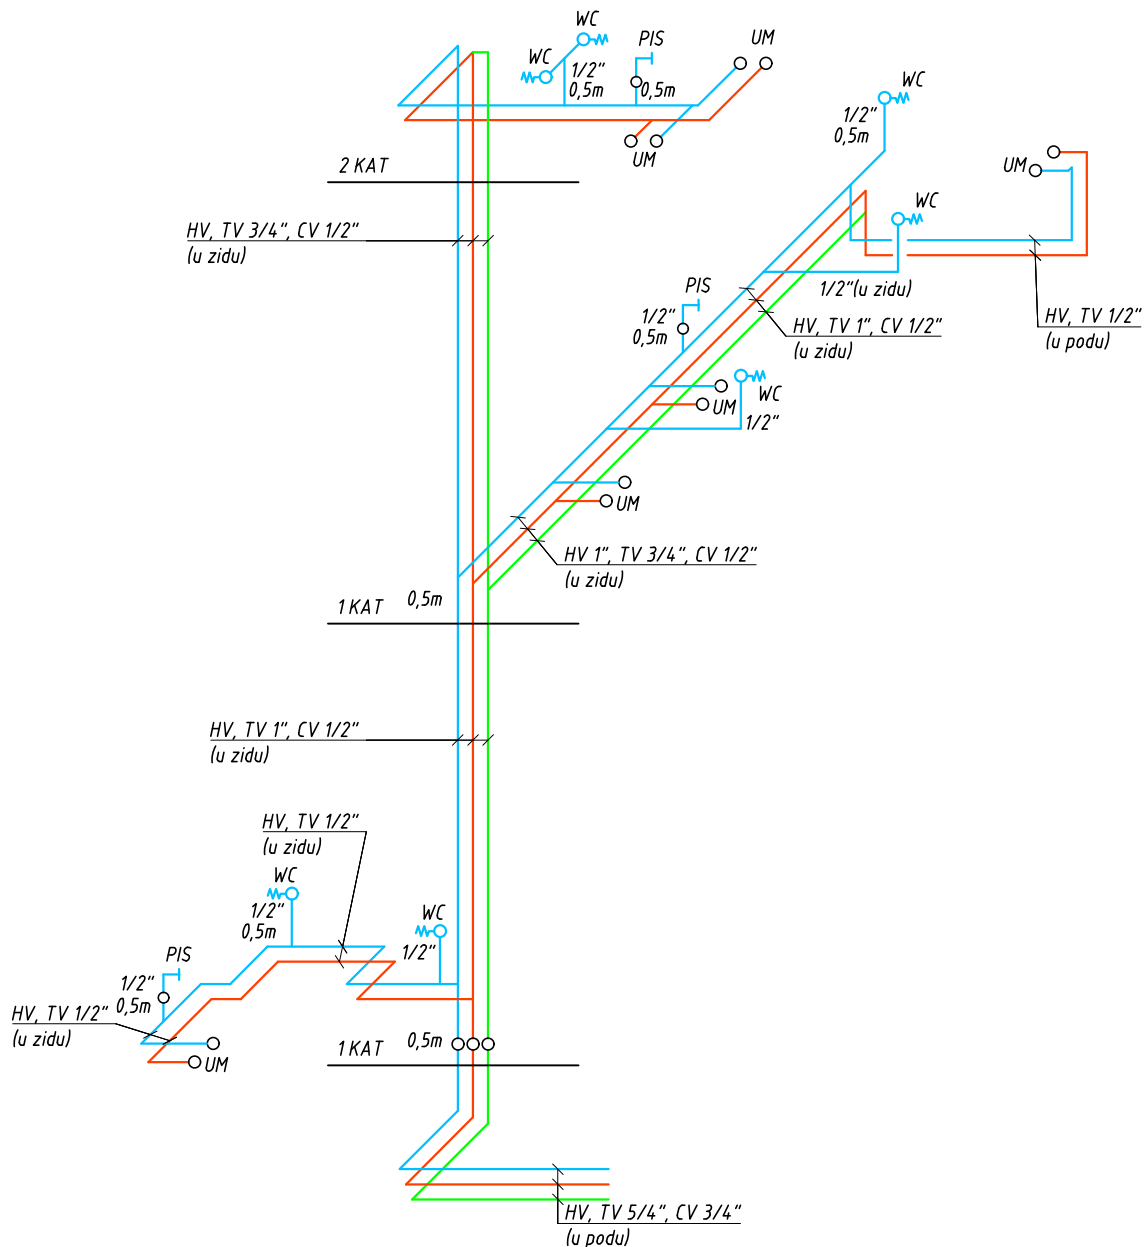 WC
WC
PIS
UM
1/2"
0,5m
0,5m
UM
WC
1/2"
0,5m
2 KAT
UM
WC
HV, TV 3/4", CV 1/2"
(u zidu)
PIS
1/2"(u zidu)
1/2"
0,5m
HV, TV 1", CV 1/2"
(u zidu)
HV, TV 1/2"
(u podu)
WC
UM
1/2"
UM
HV 1", TV 3/4", CV 1/2"
(u zidu)
1 KAT
0,5m
HV, TV 1", CV 1/2"
(u zidu)
HV, TV 1/2"
(u zidu)
WC
1/2"
0,5m
WC
1/2"
PIS
1/2"
0,5m
HV, TV 1/2"
(u zidu)
UM
1 KAT
0,5m
HV, TV 5/4", CV 3/4"
(u podu)